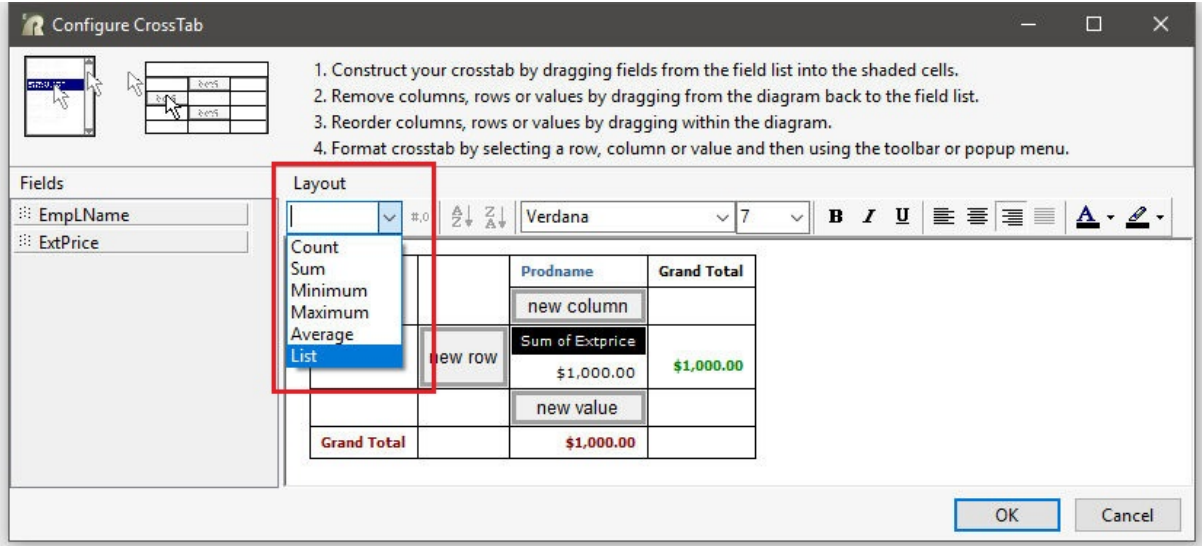 Configure CrossTab
1. Construct your crosstab by dragging fields from the field list into the shaded cells.
2. Remove columns, rows or values by dragging from the diagram back to the field list.
3. Reorder columns, rows or values by dragging within the diagram.
4. Format crosstab by selecting a row, column or value and then using the toolbar or popup menu.
Fields
Layout
EmpLName
ExtPrice
#,0 Verdana 7 B I U A
Count
Sum
Minimum
Maximum
Average
List
Prodname Grand Total
new column
Sum of Extprice
new row $1,000.00 $1,000.00
new value
Grand Total $1,000.00
OK Cancel